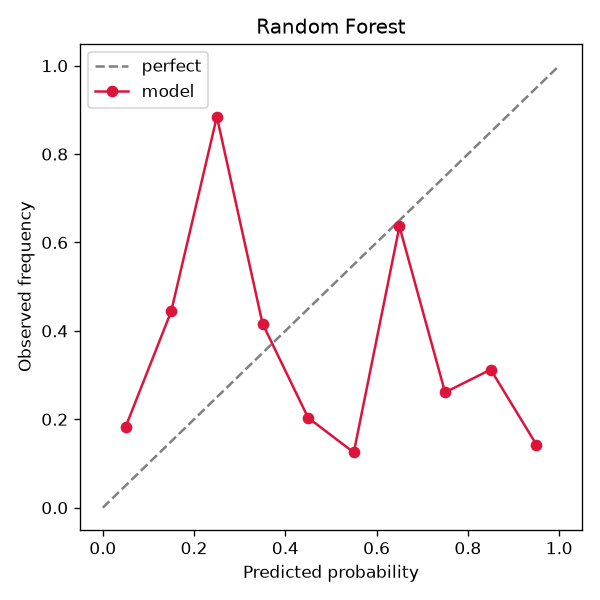 Random Forest
perfect
model
1.0
0.8
0.6
0.4
0.2
0.0
Observed frequency
0.0 0.2 0.4 0.6 0.8 1.0
Predicted probability